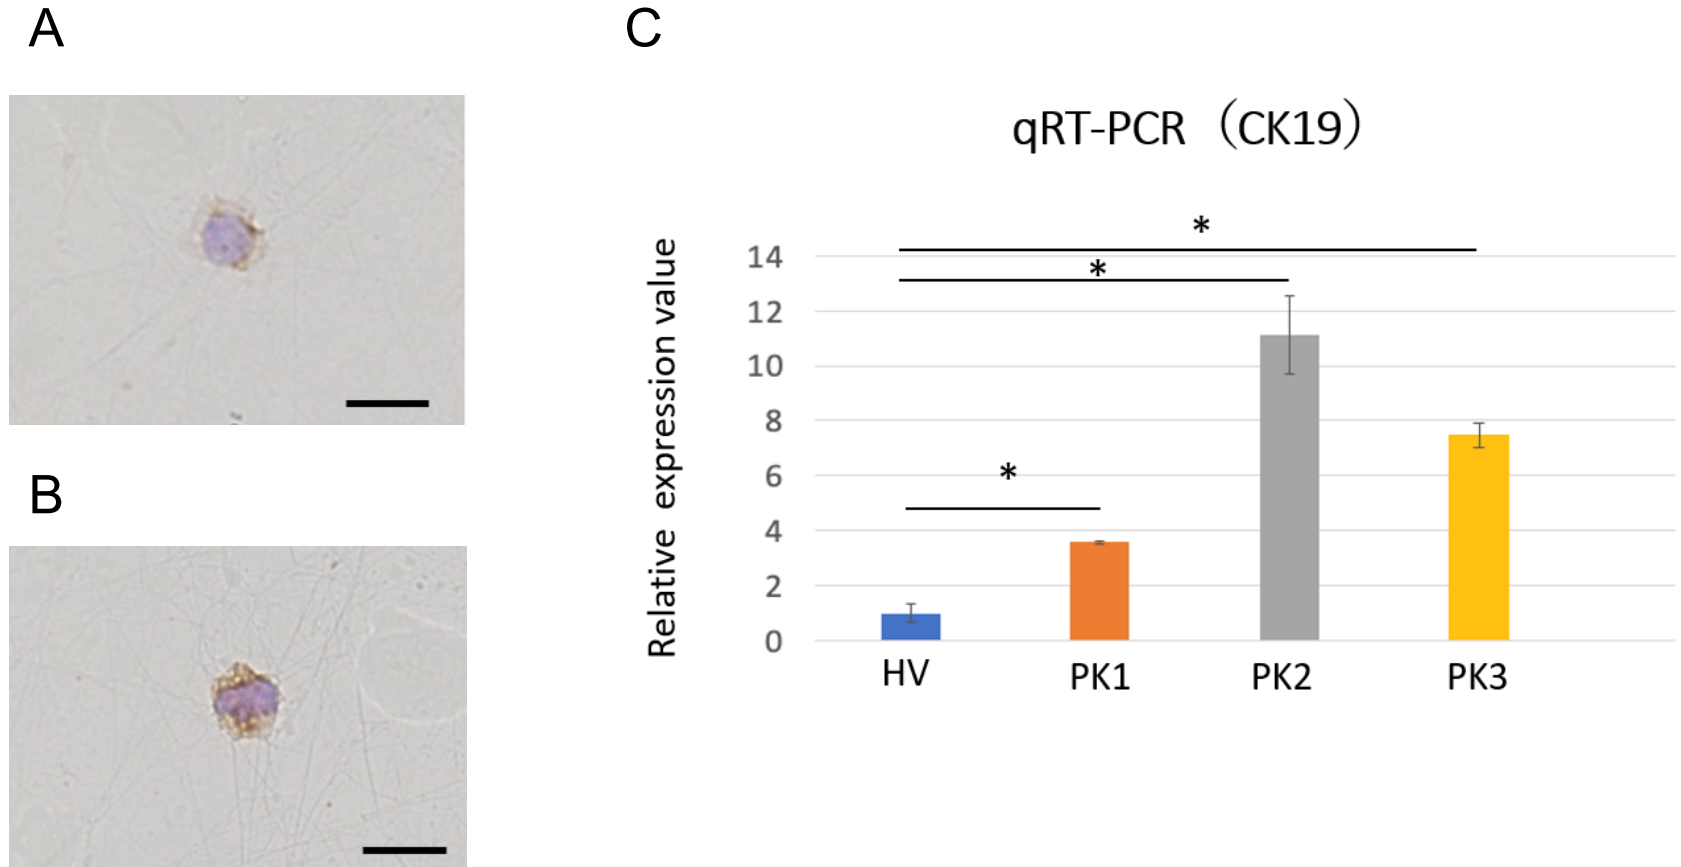 A
B
C
qRT-PCR（CK19）
Relative expression value
14
12
10
8
6
4
2
0
*
*
*
HV
PK1
PK2
PK3